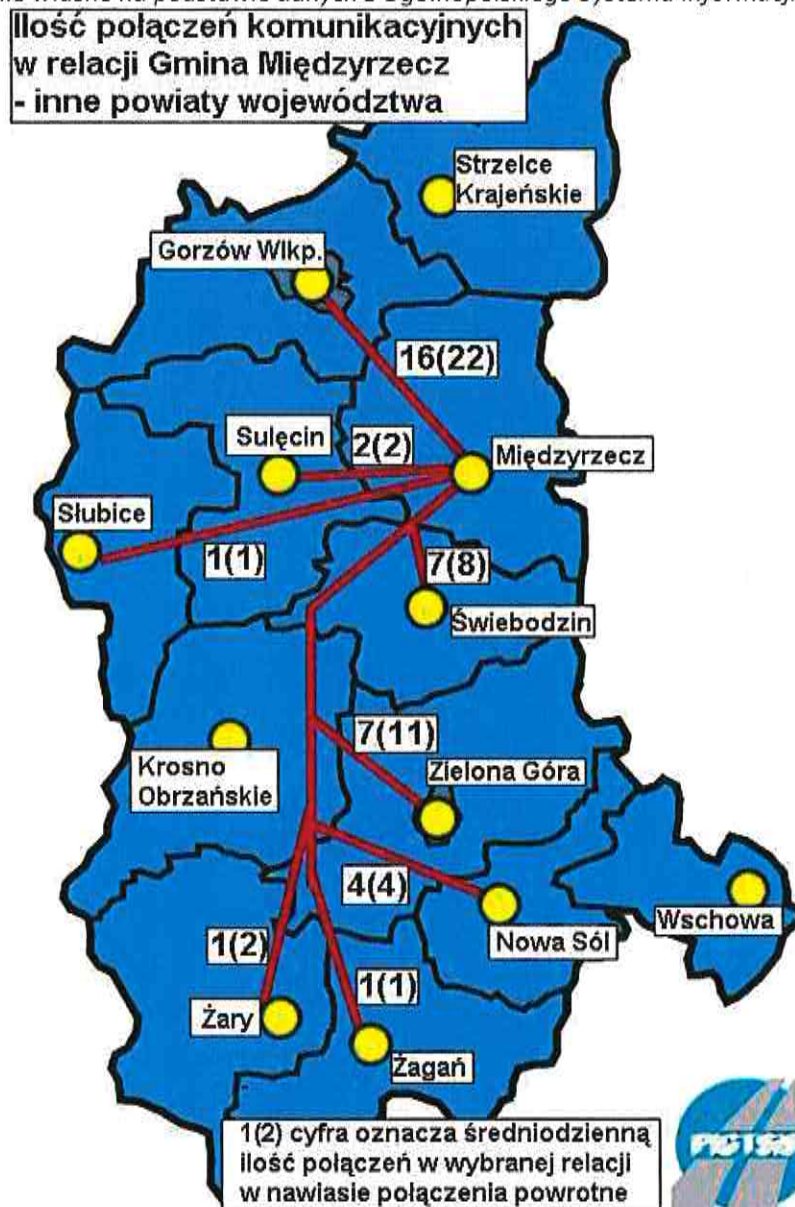 Ilość połączeń komunikacyjnych
w relacji Gmina Międzyrzecz
- inne powiaty województwa
Strzelce
Krajeńskie
Gorzów Wlkp.
16(22)
Sulęcin
2(2)
Międzyrzecz
Słubice
1(1)
7(8)
Świebodzin
7(11)
Krosno
Obrzańskie
Zielona Góra
4(4)
Wschowa
Nowa Sól
1(2)
1(1)
Żary
Żagań
1(2) cyfra oznacza średniodzienną
ilość połączeń w wybranej relacji
w nawiasie połączenia powrotne